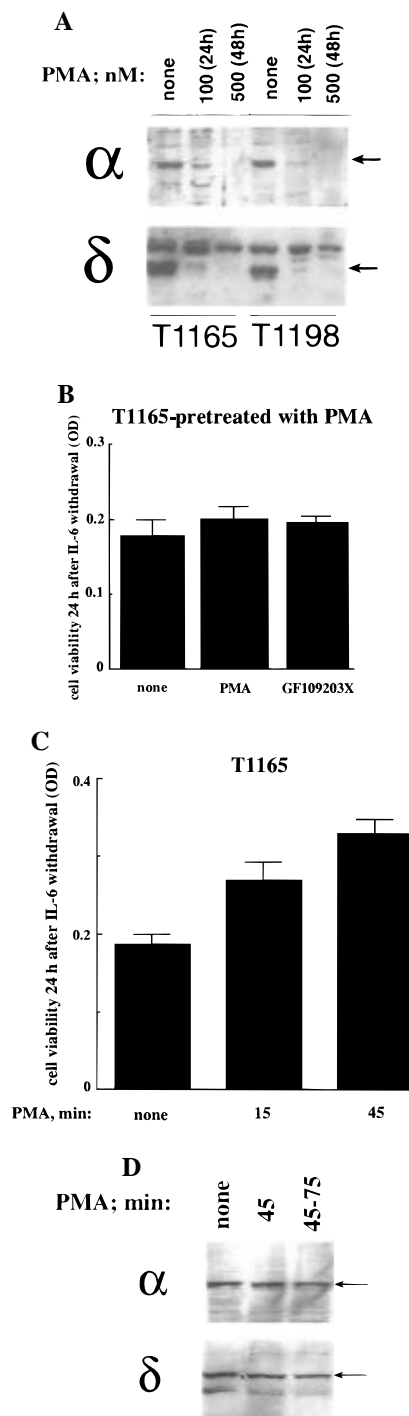 A
PMA; nM:
none
100 (24h)
500 (48h)
none
100 (24h)
500 (48h)
α
δ
T1165
T1198
B
T1165-pretreated with PMA
cell viability 24 h after IL-6 withdrawal (OD)
0.3
0.2
0.1
0
none
PMA
GF109203X
C
T1165
cell viability 24 h after IL-6 withdrawal (OD)
0.4
0.2
0
PMA, min:
none
15
45
D
PMA; min:
none
45
45-75
α
δ